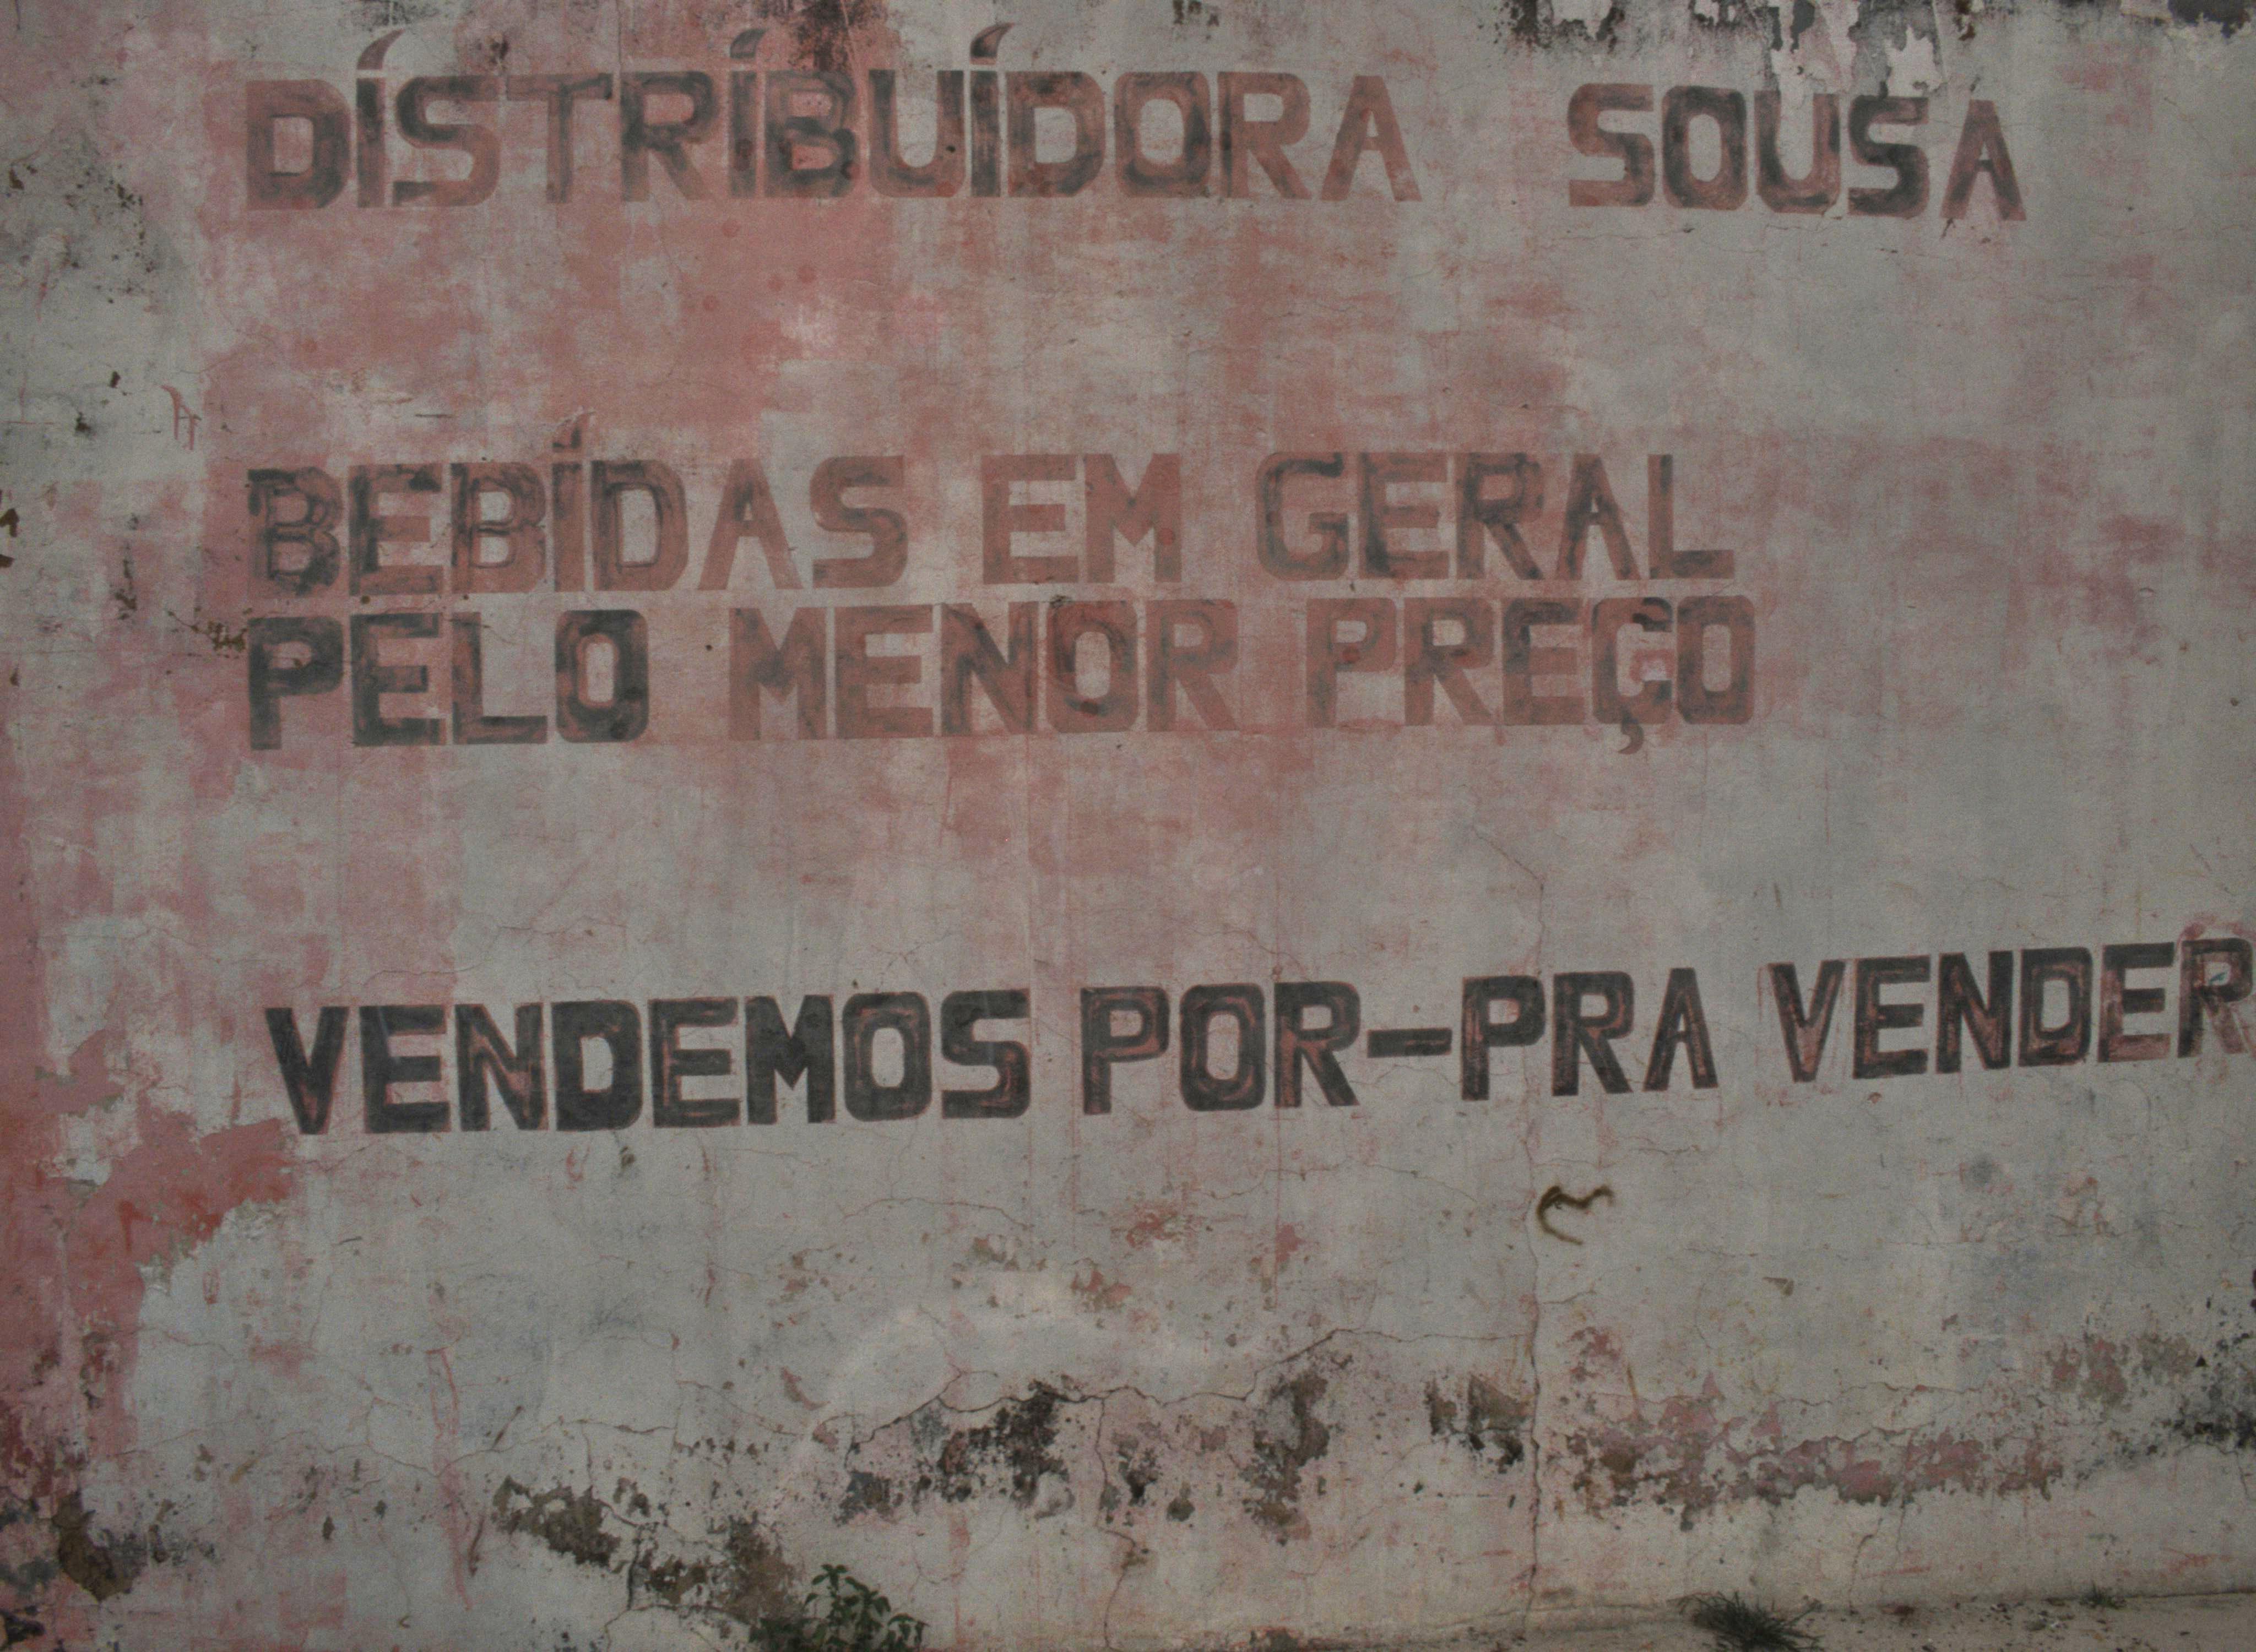 DÍSTRÍBUÍDORA SOUSA
BEBÍDAS EM GERAL
PELO MENOR PREÇO
VENDEMOS POR-PRA VENDER